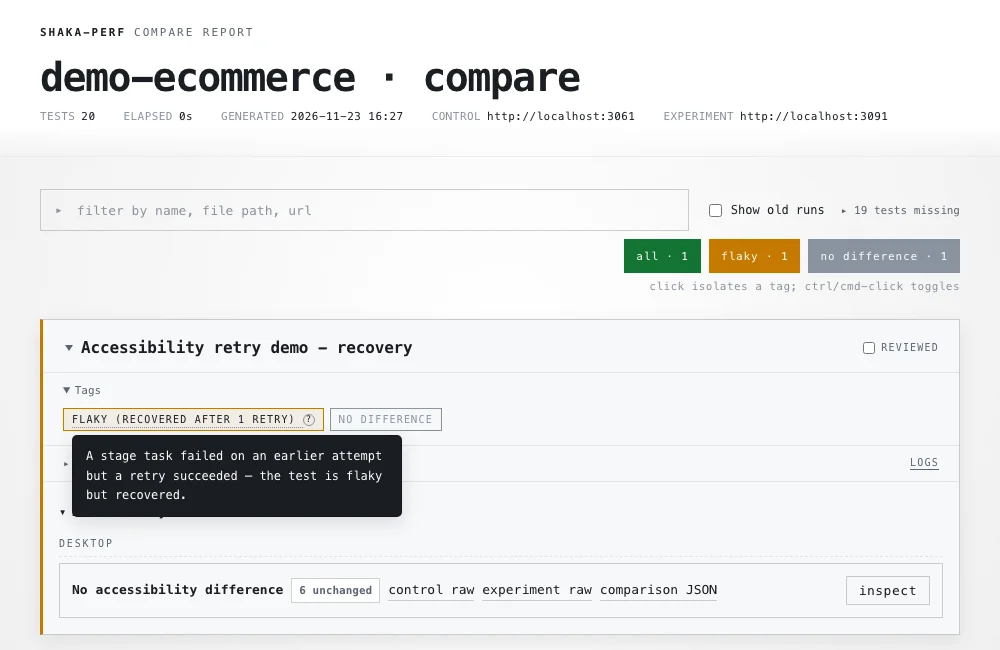 SHAKA-PERF COMPARE REPORT
demo-ecommerce · compare
TESTS 20 ELAPSED 0s GENERATED 2026-11-23 16:27 CONTROL http://localhost:3061 EXPERIMENT http://localhost:3091
▸ filter by name, file path, url
Show old runs ▸ 19 tests missing
all · 1 flaky · 1 no difference · 1
click isolates a tag; ctrl/cmd-click toggles
▼ Accessibility retry demo - recovery
REVIEWED
▼ Tags
FLAKY (RECOVERED AFTER 1 RETRY) ? NO DIFFERENCE
A stage task failed on an earlier attempt
but a retry succeeded — the test is flaky
but recovered.
▸ LOGS
▾
DESKTOP
No accessibility difference 6 unchanged control raw experiment raw comparison JSON inspect